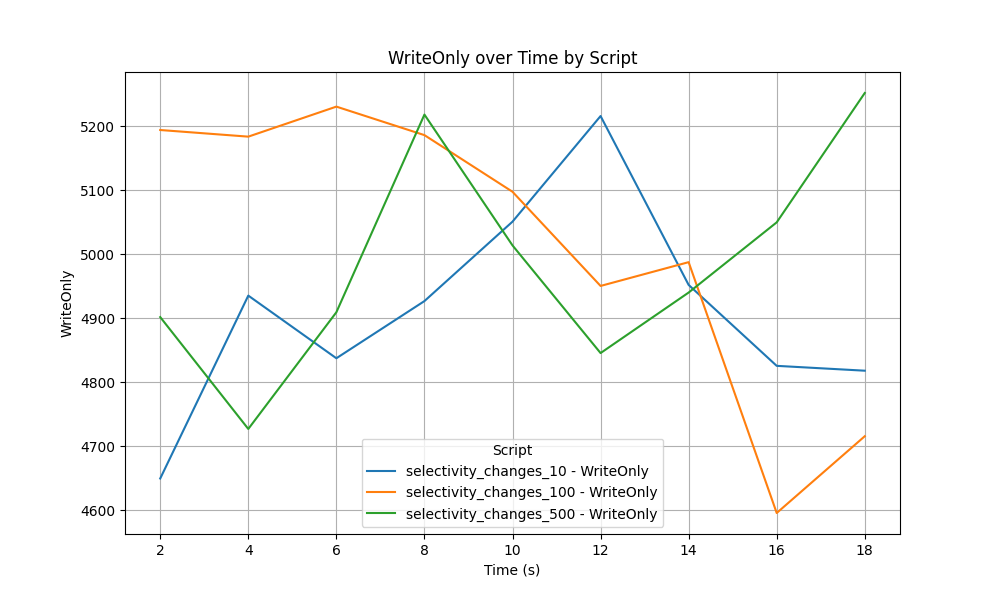 WriteOnly over Time by Script
WriteOnly
5200
5100
5000
4900
4800
4700
4600
Script
selectivity_changes_10 - WriteOnly
selectivity_changes_100 - WriteOnly
selectivity_changes_500 - WriteOnly
2 4 6 8 10 12 14 16 18
Time (s)